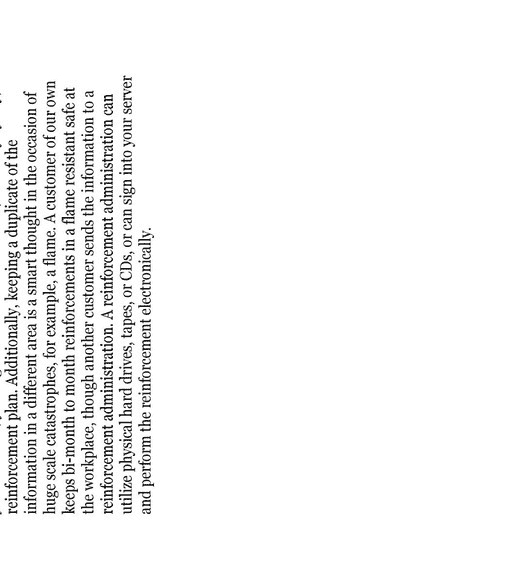 reinforcement plan. Additionally, keeping a duplicate of the
information in a different area is a smart thought in the occasion of
huge scale catastrophes, for example, a flame. A customer of our own
keeps bi-month to month reinforcements in a flame resistant safe at
the workplace, though another customer sends the information to a
reinforcement administration. A reinforcement administration can
utilize physical hard drives, tapes, or CDs, or can sign into your server
and perform the reinforcement electronically.